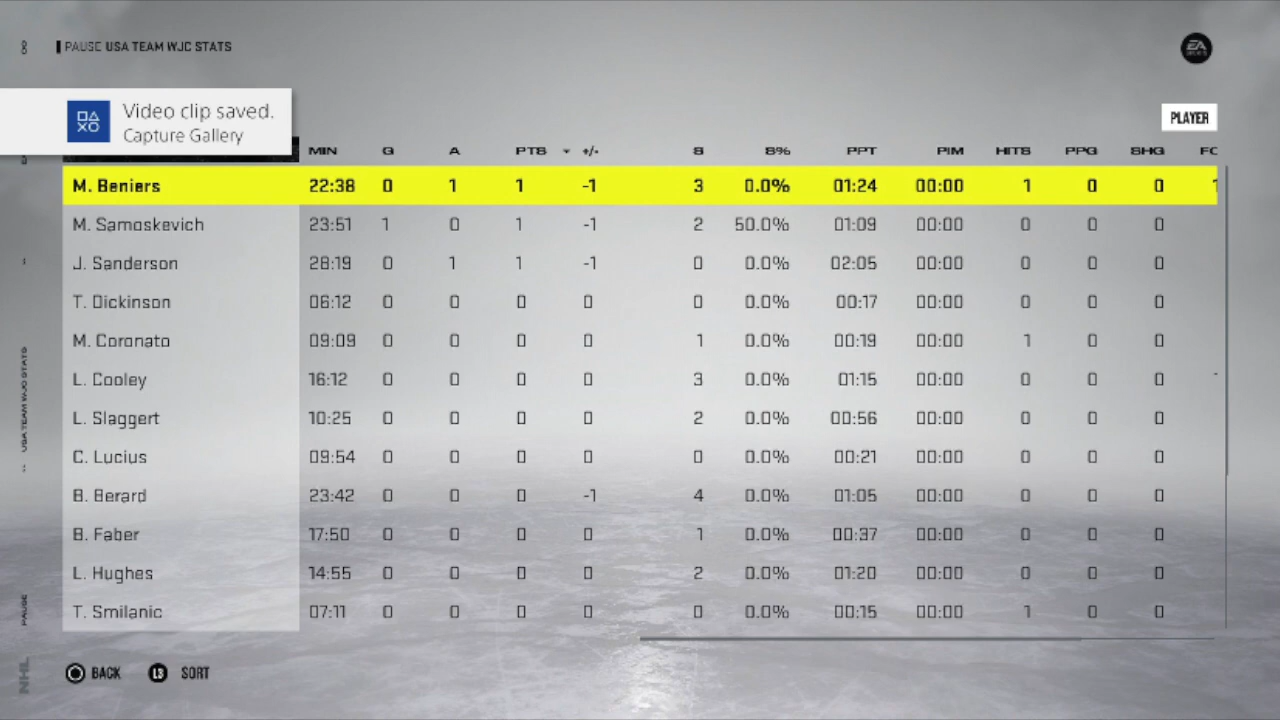 PAUSE USA TEAM WJC STATS
EA SPORTS
Video clip saved.
Capture Gallery
PLAYER
MIN G A PTS +/- S S% PPT PIM HITS PPG SHG FO
M. Beniers 22:38 0 1 1 -1 3 0.0% 01:24 00:00 1 0 0 1
M. Samoskevich 23:51 1 0 1 -1 2 50.0% 01:09 00:00 0 0 0
J. Sanderson 28:19 0 1 1 -1 0 0.0% 02:05 00:00 0 0 0
T. Dickinson 06:12 0 0 0 0 0 0.0% 00:17 00:00 0 0 0
M. Coronato 09:09 0 0 0 0 1 0.0% 00:19 00:00 1 0 0
L. Cooley 16:12 0 0 0 0 3 0.0% 01:15 00:00 0 0 0
L. Slaggert 10:25 0 0 0 0 2 0.0% 00:56 00:00 0 0 0
C. Lucius 09:54 0 0 0 0 0 0.0% 00:21 00:00 0 0 0
B. Berard 23:42 0 0 0 -1 4 0.0% 01:05 00:00 0 0 0
B. Faber 17:50 0 0 0 0 1 0.0% 00:37 00:00 0 0 0
L. Hughes 14:55 0 0 0 0 2 0.0% 01:20 00:00 0 0 0
T. Smilanic 07:11 0 0 0 0 0 0.0% 00:15 00:00 1 0 0
BACK L3 SORT
USA TEAM WJC STATS
PAUSE
NHL